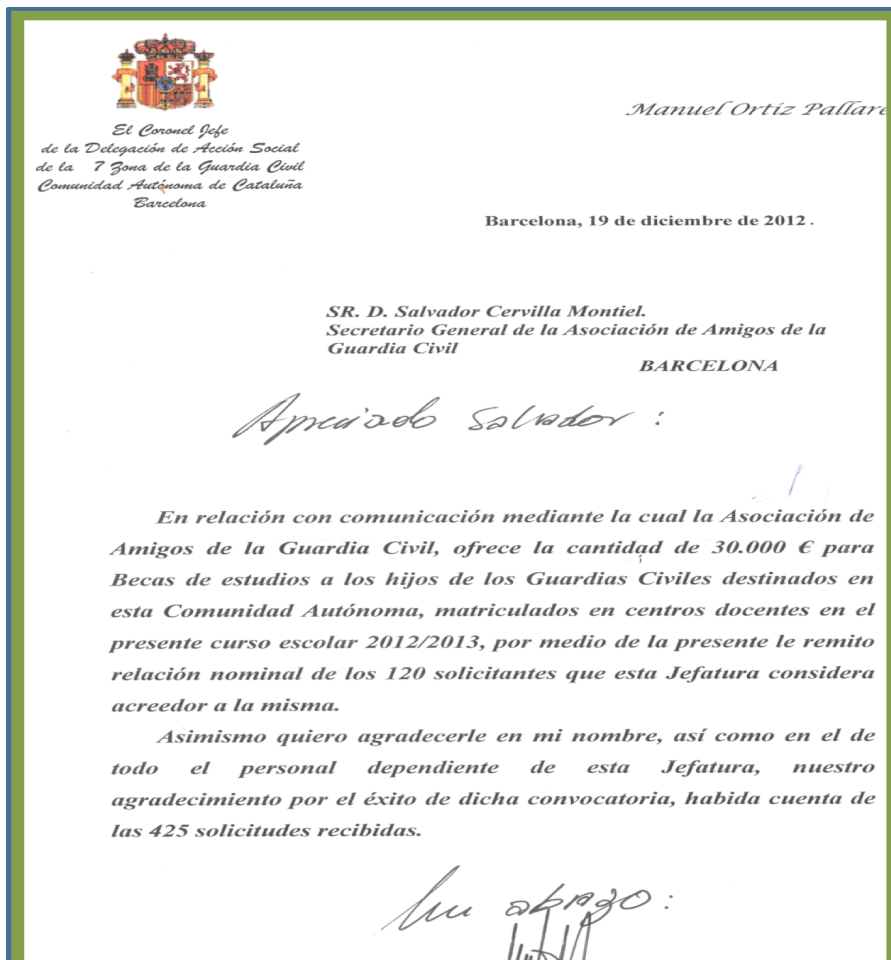 Manuel Ortíz Pallare
El Coronel Jefe
de la Delegación de Acción Social
de la 7 Zona de la Guardia Civil
Comunidad Autónoma de Cataluña
Barcelona
Barcelona, 19 de diciembre de 2012.
SR. D. Salvador Cervilla Montiel.
Secretario General de la Asociación de Amigos de la
Guardia Civil
BARCELONA
Apreciado Salvador :
En relación con comunicación mediante la cual la Asociación de
Amigos de la Guardia Civil, ofrece la cantidad de 30.000 € para
Becas de estudios a los hijos de los Guardias Civiles destinados en
esta Comunidad Autónoma, matriculados en centros docentes en el
presente curso escolar 2012/2013, por medio de la presente le remito
relación nominal de los 120 solicitantes que esta Jefatura considera
acreedor a la misma.
Asimismo quiero agradecerle en mi nombre, así como en el de
todo el personal dependiente de esta Jefatura, nuestro
agradecimiento por el éxito de dicha convocatoria, habida cuenta de
las 425 solicitudes recibidas.
Un abrazo :